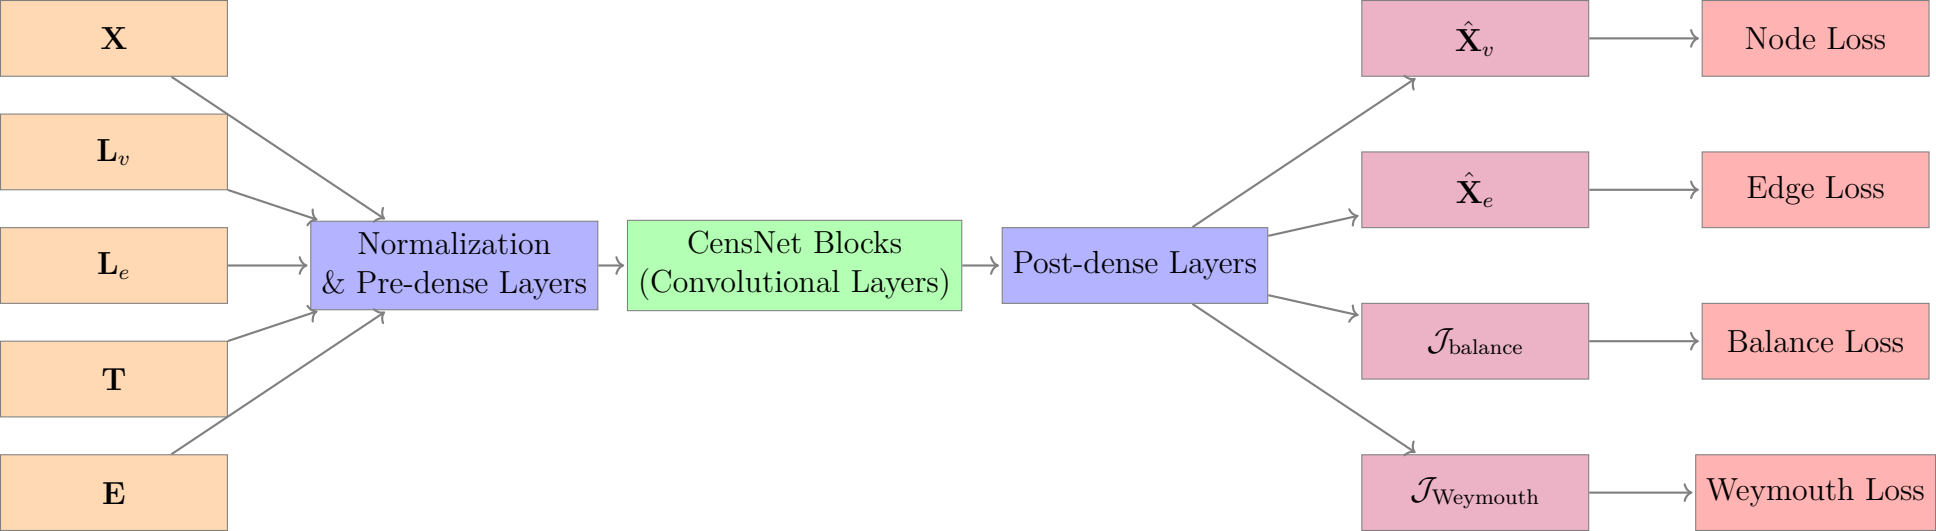 X
L_v
L_e
T
E
Normalization
& Pre-dense Layers
CensNet Blocks
(Convolutional Layers)
Post-dense Layers
X̂_v
X̂_e
𝒥_balance
𝒥_Weymouth
Node Loss
Edge Loss
Balance Loss
Weymouth Loss